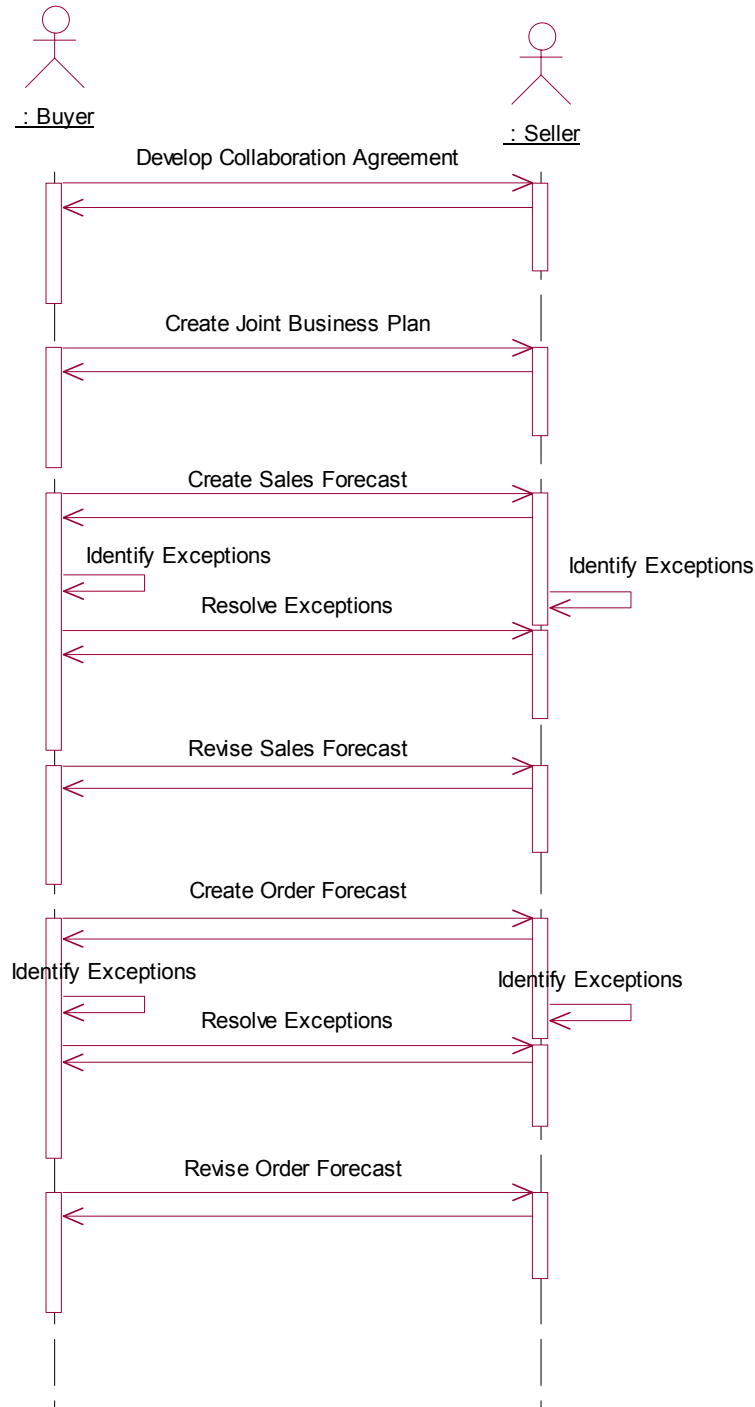 : Buyer
: Seller
Develop Collaboration Agreement
Create Joint Business Plan
Create Sales Forecast
Identify Exceptions
Identify Exceptions
Resolve Exceptions
Revise Sales Forecast
Create Order Forecast
Identify Exceptions
Identify Exceptions
Resolve Exceptions
Revise Order Forecast